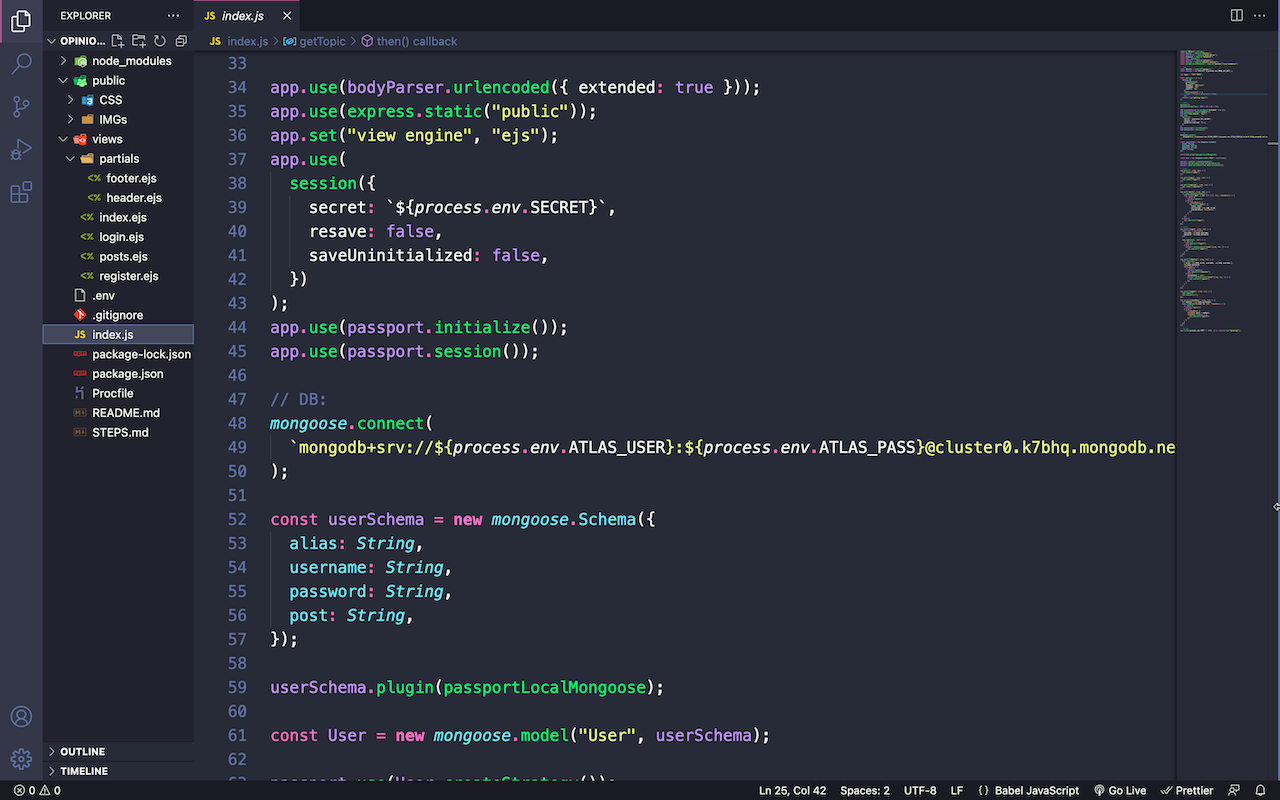 EXPLORER
JS index.js
OPINIO...
JS index.js > getTopic > then() callback
node_modules
public
CSS
IMGs
views
partials
footer.ejs
header.ejs
index.ejs
login.ejs
posts.ejs
register.ejs
.env
.gitignore
JS index.js
package-lock.json
package.json
Procfile
README.md
STEPS.md
OUTLINE
TIMELINE
33
34 app.use(bodyParser.urlencoded({ extended: true }));
35 app.use(express.static("public"));
36 app.set("view engine", "ejs");
37 app.use(
38   session({
39     secret: `${process.env.SECRET}`,
40     resave: false,
41     saveUninitialized: false,
42   })
43 );
44 app.use(passport.initialize());
45 app.use(passport.session());
46
47 // DB:
48 mongoose.connect(
49   `mongodb+srv://${process.env.ATLAS_USER}:${process.env.ATLAS_PASS}@cluster0.k7bhq.mongodb.ne
50 );
51
52 const userSchema = new mongoose.Schema({
53   alias: String,
54   username: String,
55   password: String,
56   post: String,
57 });
58
59 userSchema.plugin(passportLocalMongoose);
60
61 const User = new mongoose.model("User", userSchema);
62
0 0 Ln 25, Col 42 Spaces: 2 UTF-8 LF {} Babel JavaScript Go Live Prettier